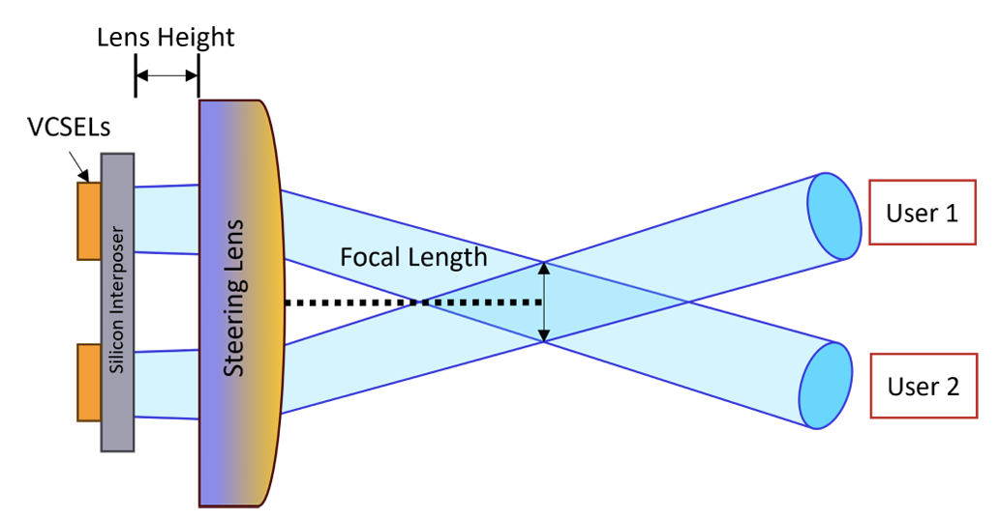 Lens Height
VCSELs
Silicon Interposer
Steering Lens
Focal Length
User 1
User 2